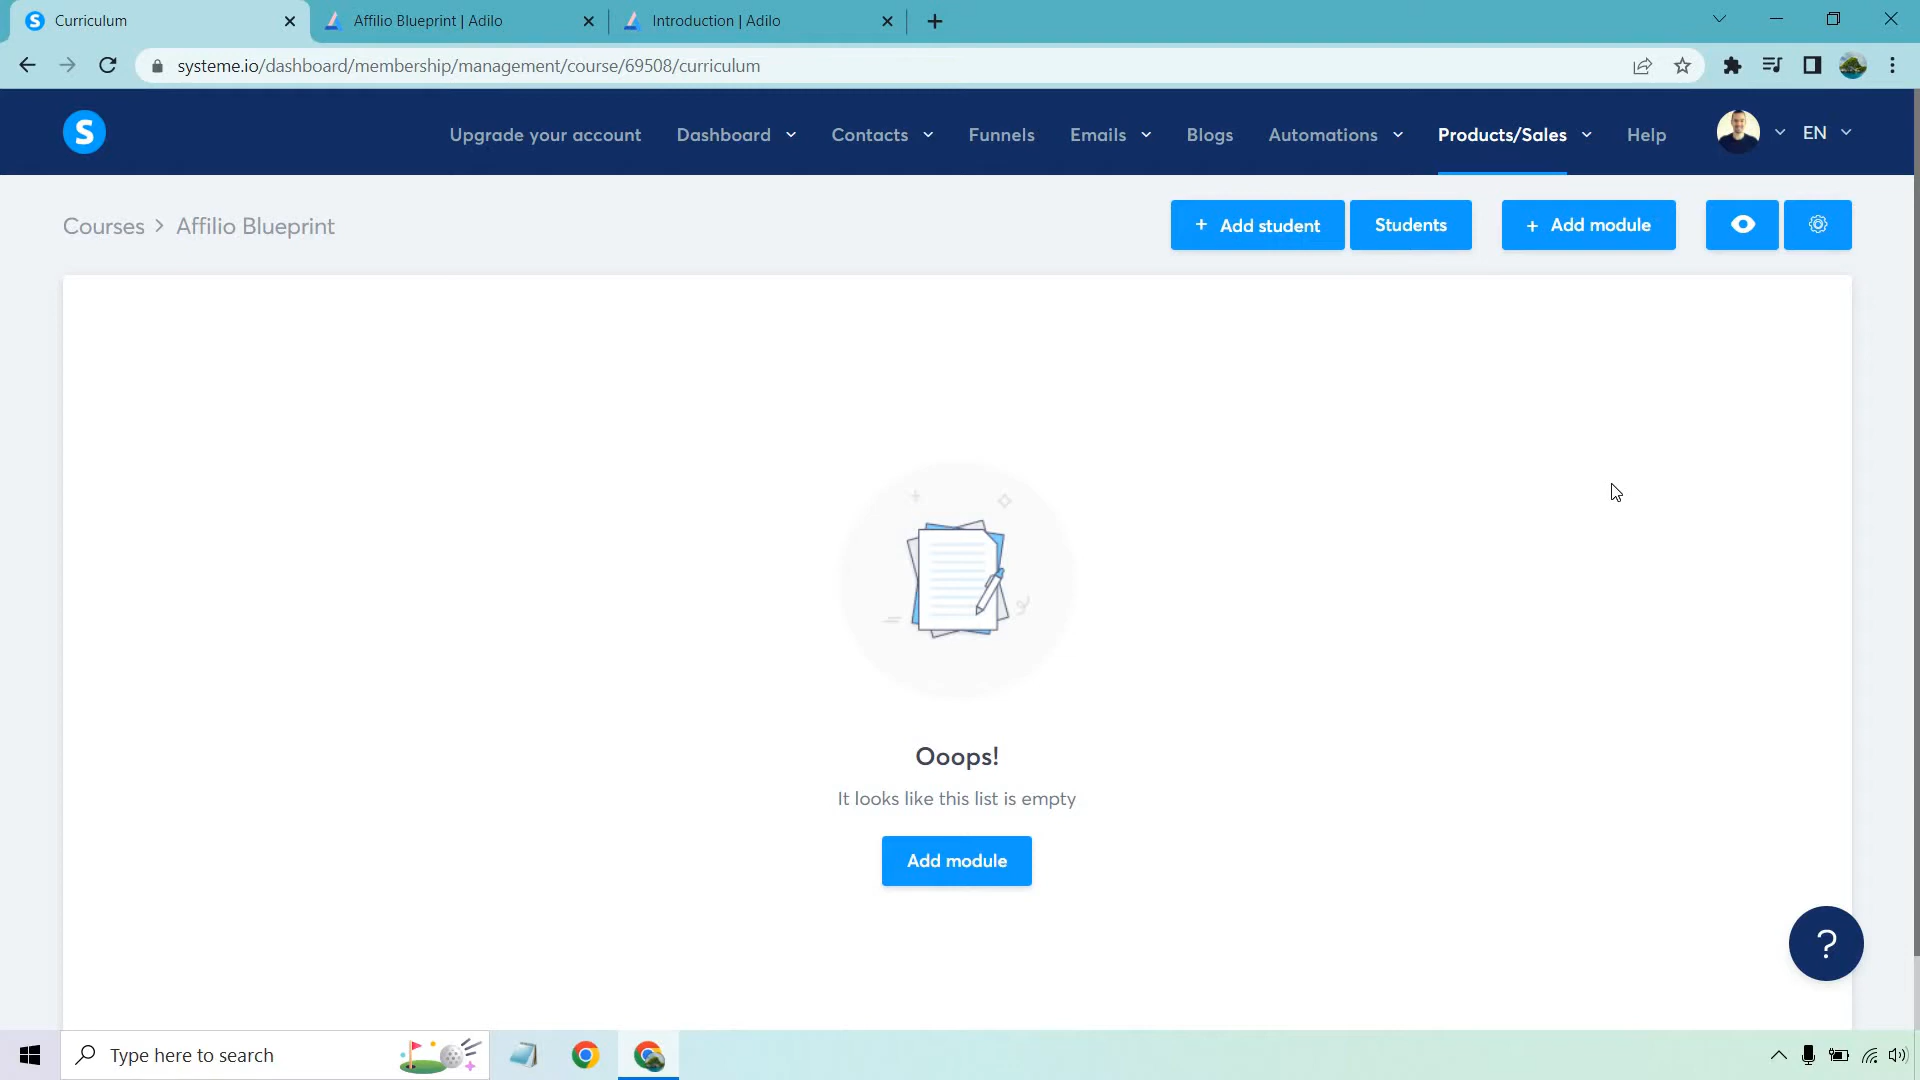 Curriculum
Affilio Blueprint | Adilo
Introduction | Adilo
systeme.io/dashboard/membership/management/course/69508/curriculum
S
Upgrade your account
Dashboard
Contacts
Funnels
Emails
Blogs
Automations
Products/Sales
Help
EN
Courses > Affilio Blueprint
+ Add student
Students
+ Add module
Ooops!
It looks like this list is empty
Add module
?
Type here to search